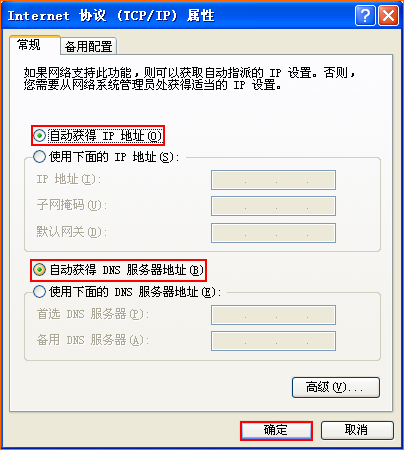 Internet 协议 (TCP/IP) 属性
常规 备用配置
如果网络支持此功能，则可以获取自动指派的 IP 设置。否则，
您需要从网络系统管理员处获得适当的 IP 设置。
自动获得 IP 地址(O)
使用下面的 IP 地址(S):
IP 地址(I):
子网掩码(U):
默认网关(D):
自动获得 DNS 服务器地址(B)
使用下面的 DNS 服务器地址(E):
首选 DNS 服务器(P):
备用 DNS 服务器(A):
高级(V)...
确定 取消